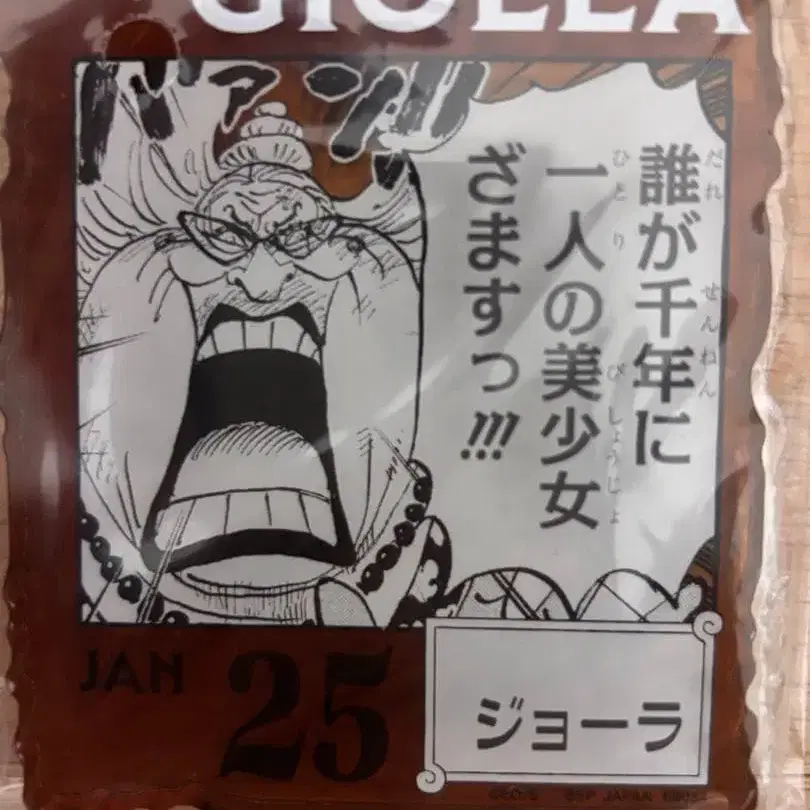 GIOLLA
ドァン
誰が千年に
一人の美少女
ざますっ!!!
JAN 25
ジョーラ